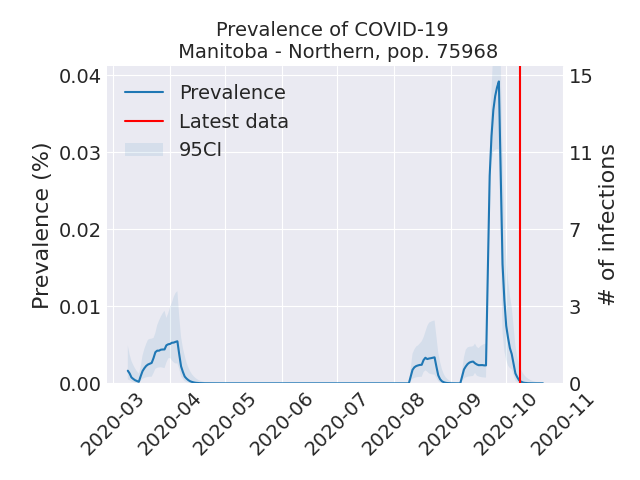 Prevalence of COVID-19
Manitoba - Northern, pop. 75968
Prevalence (%)
0.04
0.03
0.02
0.01
0.00
Prevalence
Latest data
95CI
15
11
7
3
0
# of infections
2020-03
2020-04
2020-05
2020-06
2020-07
2020-08
2020-09
2020-10
2020-11